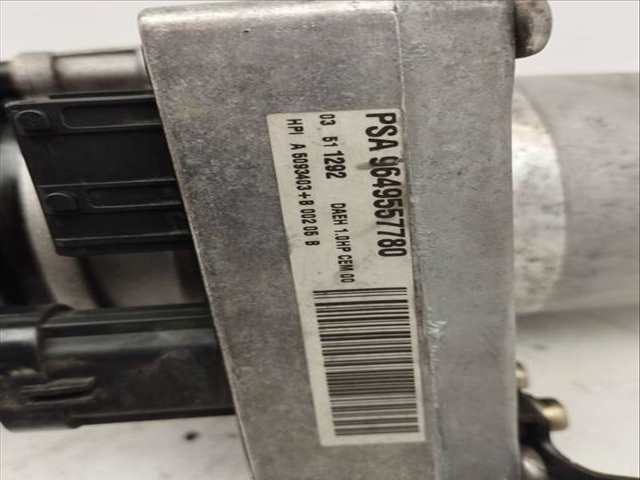 PSA 9649557780
03 51 1292 DAEH 1.0HP CEM 00
HPI A 5093403+B 002 05 B